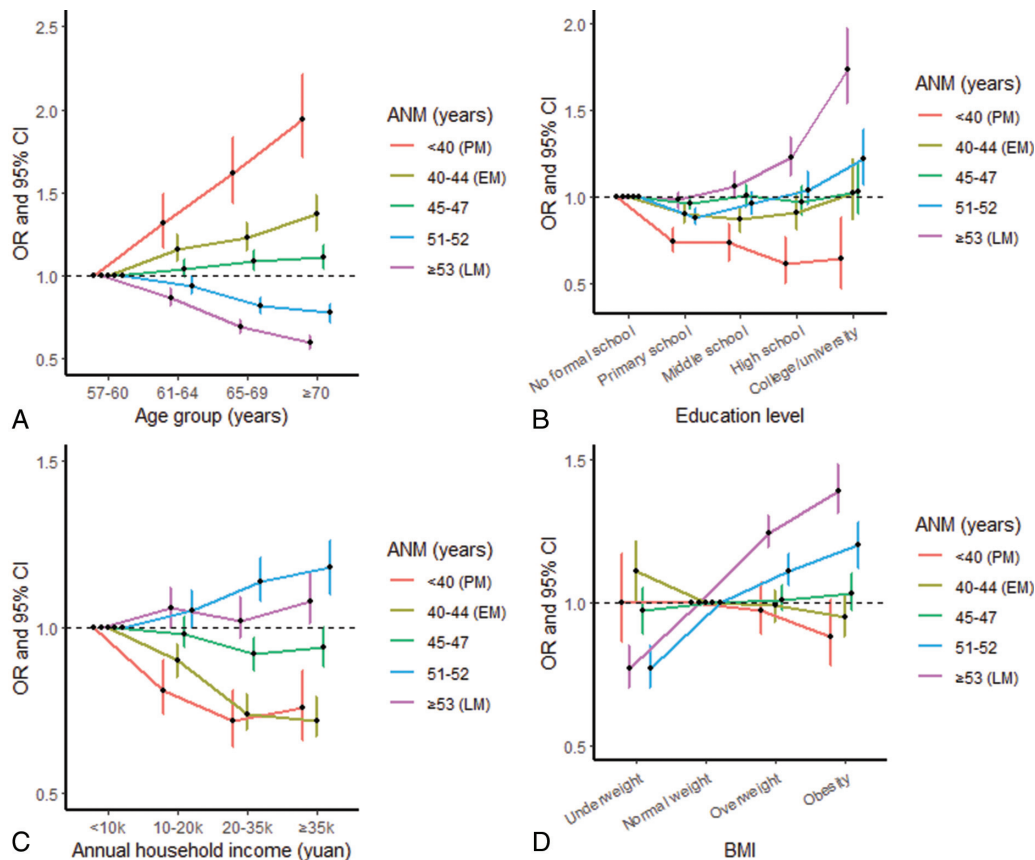 2.5
2.0
1.5
1.0
0.5
OR and 95% CI
57-60
61-64
65-69
≥70
Age group (years)
A
ANM (years)
<40 (PM)
40-44 (EM)
45-47
51-52
≥53 (LM)
2.0
1.5
1.0
0.5
OR and 95% CI
No formal school
Primary school
Middle school
High school
College/university
Education level
B
ANM (years)
<40 (PM)
40-44 (EM)
45-47
51-52
≥53 (LM)
1.5
1.0
0.5
OR and 95% CI
<10k
10-20k
20-35k
≥35k
Annual household income (yuan)
C
ANM (years)
<40 (PM)
40-44 (EM)
45-47
51-52
≥53 (LM)
1.5
1.0
0.5
OR and 95% CI
Underweight
Normal weight
Overweight
Obesity
BMI
D
ANM (years)
<40 (PM)
40-44 (EM)
45-47
51-52
≥53 (LM)